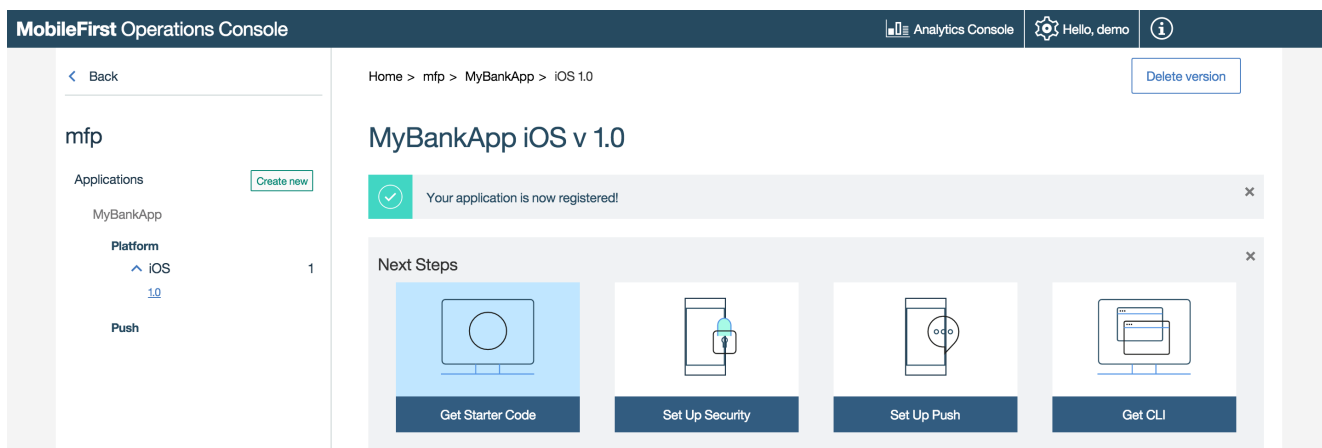 MobileFirst Operations Console
Analytics Console
Hello, demo
Back
Home > mfp > MyBankApp > iOS 1.0
Delete version
mfp
MyBankApp iOS v 1.0
Applications
Create new
Your application is now registered!
MyBankApp
Platform
iOS 1
1.0
Push
Next Steps
Get Starter Code
Set Up Security
Set Up Push
Get CLI